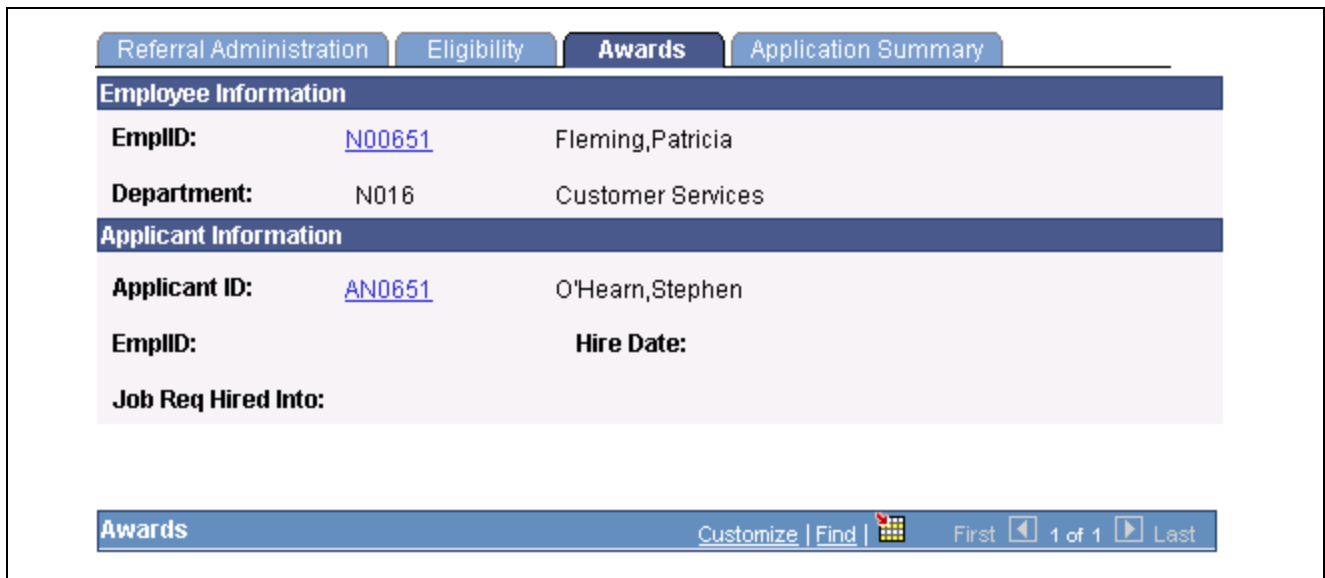 Referral Administration Eligibility Awards Application Summary
Employee Information
EmplID: N00651 Fleming,Patricia
Department: N016 Customer Services
Applicant Information
Applicant ID: AN0651 O'Hearn,Stephen
EmplID: Hire Date:
Job Req Hired Into:
Awards Customize | Find | First 1 of 1 Last